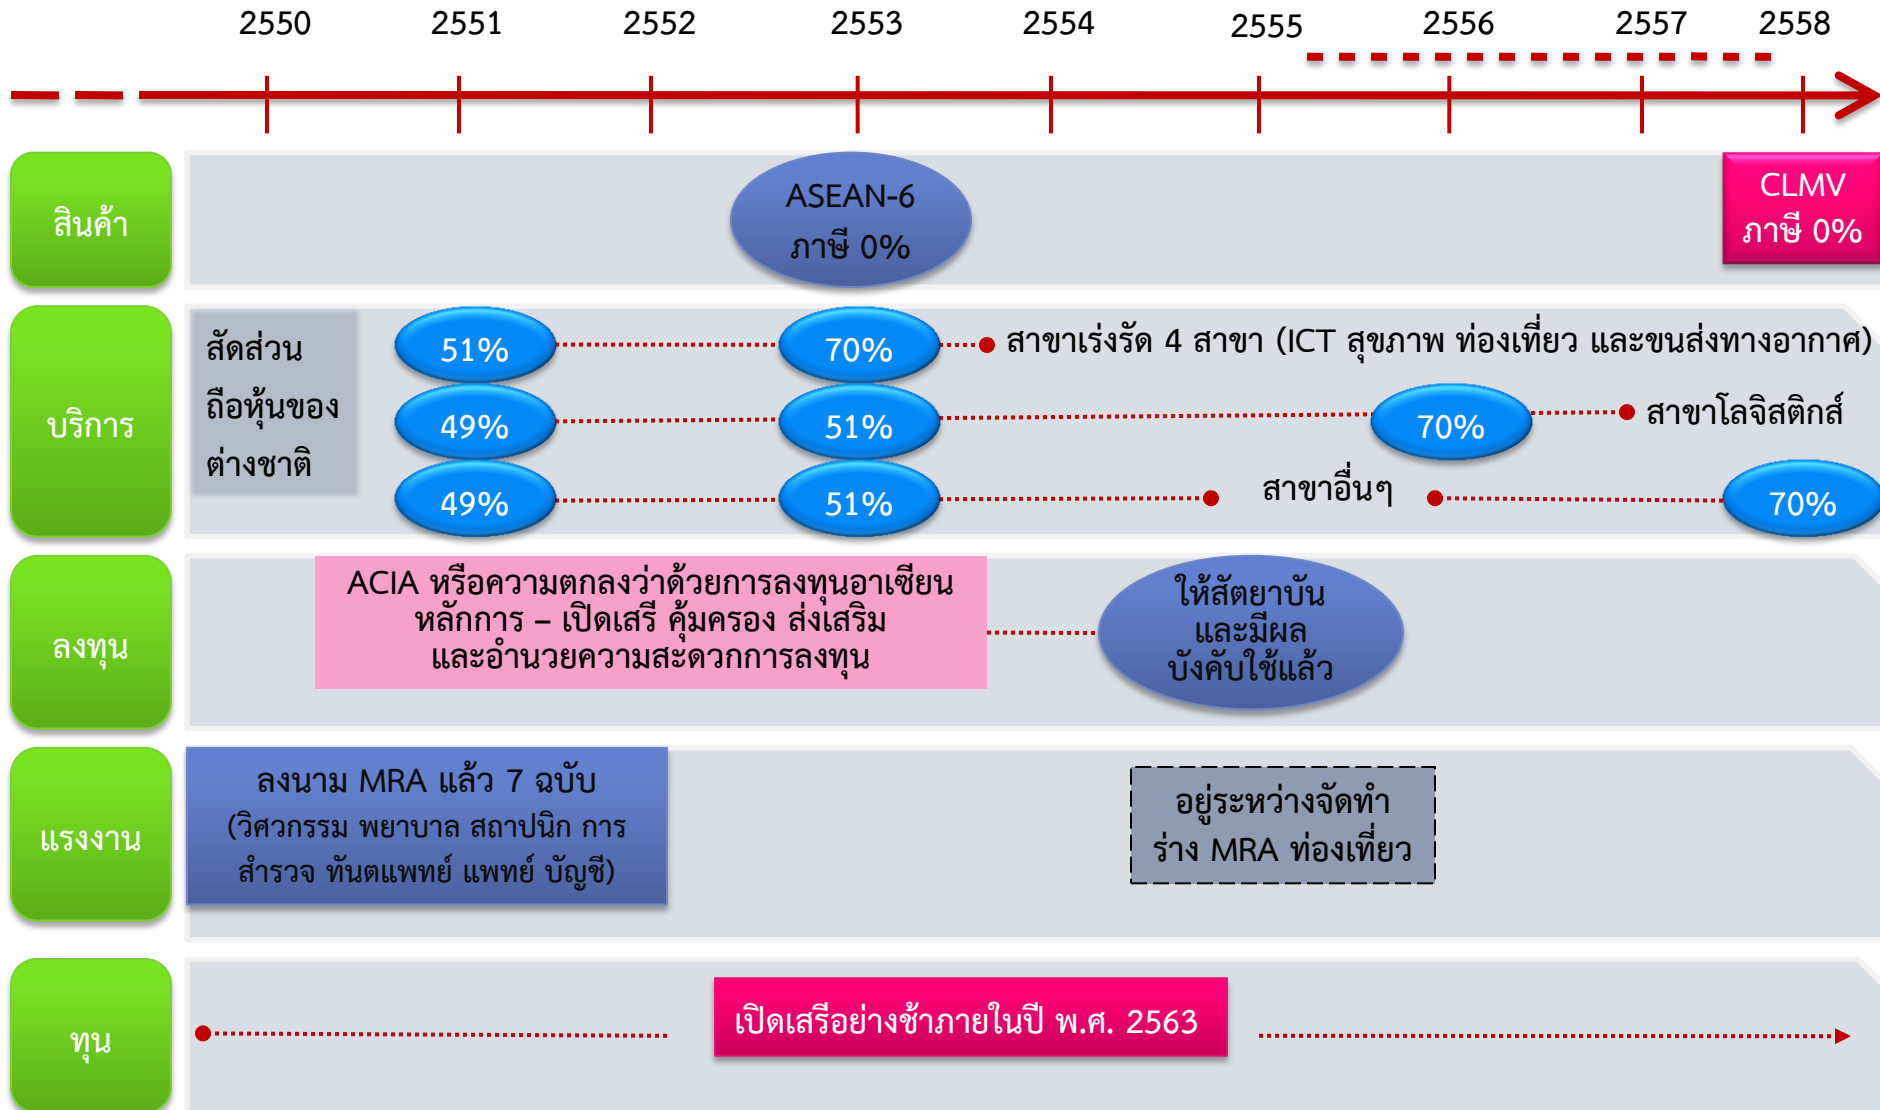 2550 2551 2552 2553 2554 2555 2556 2557 2558
สินค้า
ASEAN-6
ภาษี 0%
CLMV
ภาษี 0%
บริการ
สัดส่วน
ถือหุ้นของ
ต่างชาติ
51% 70% สาขาเร่งรัด 4 สาขา (ICT สุขภาพ ท่องเที่ยว และขนส่งทางอากาศ)
49% 51% 70% สาขาโลจิสติกส์
49% 51% สาขาอื่นๆ 70%
ลงทุน
ACIA หรือความตกลงว่าด้วยการลงทุนอาเซียน
หลักการ – เปิดเสรี คุ้มครอง ส่งเสริม
และอำนวยความสะดวกการลงทุน
ให้สัตยาบัน
และมีผล
บังคับใช้แล้ว
แรงงาน
ลงนาม MRA แล้ว 7 ฉบับ
(วิศวกรรม พยาบาล สถาปนิก การ
สำรวจ ทันตแพทย์ แพทย์ บัญชี)
อยู่ระหว่างจัดทำ
ร่าง MRA ท่องเที่ยว
ทุน
เปิดเสรีอย่างช้าภายในปี พ.ศ. 2563